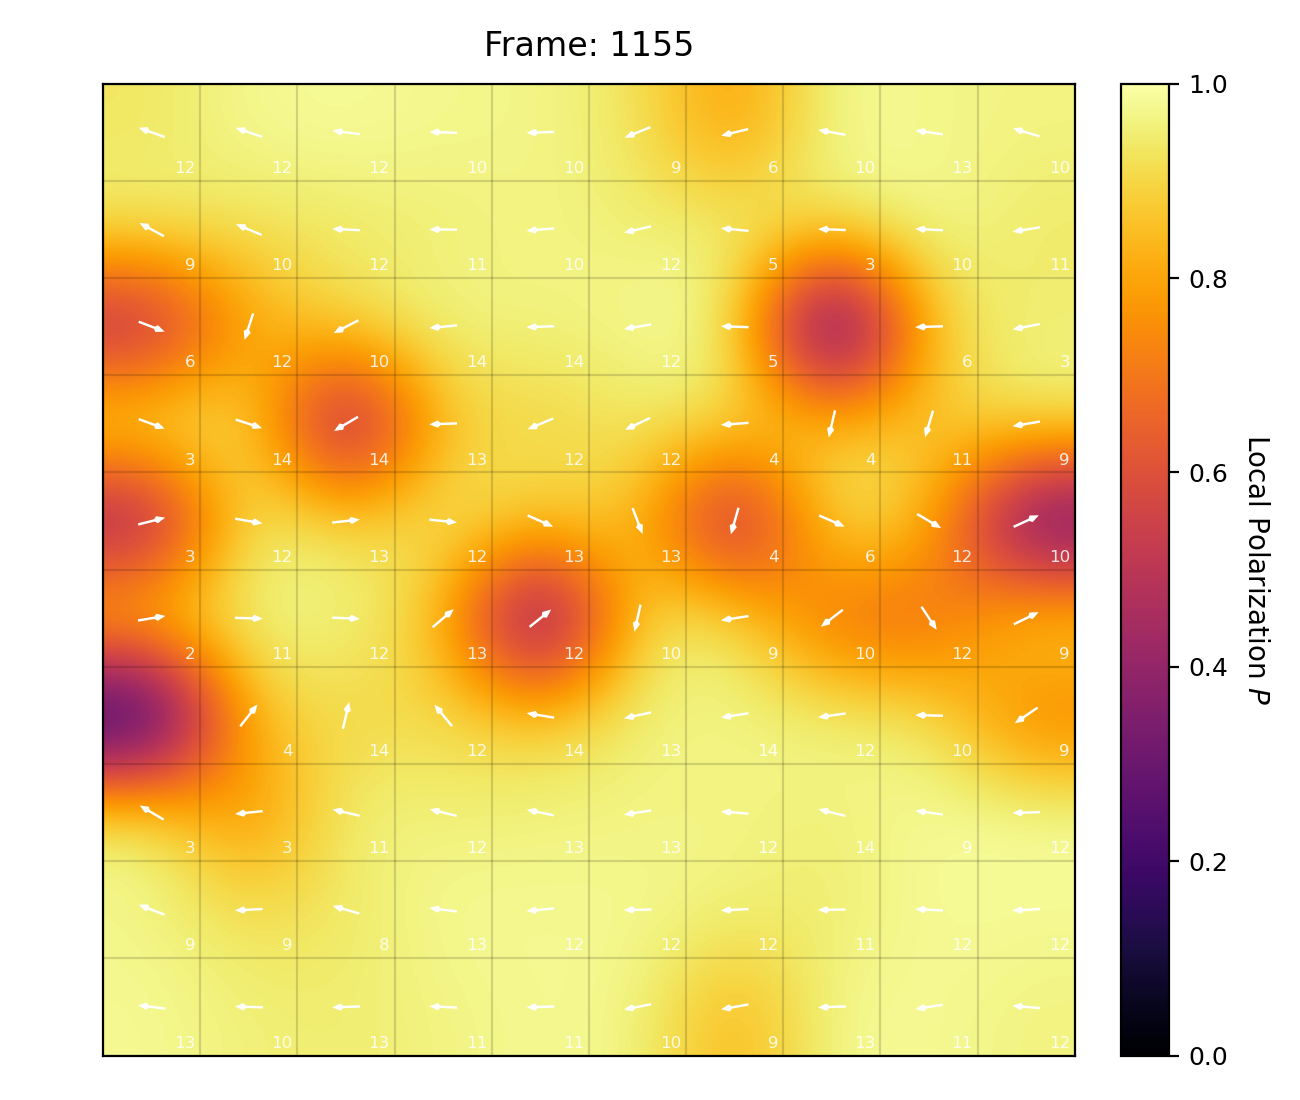 Frame: 1155
12 12 12 10 10 9 6 10 13 10
9 10 12 11 10 12 5 3 10 11
6 12 10 14 14 12 5 6 3
3 14 14 13 12 12 4 4 11 9
3 12 13 12 13 13 4 6 12 10
2 11 12 13 12 10 9 10 12 9
4 14 12 14 13 14 12 10 9
3 3 11 12 13 13 12 14 9 12
9 9 8 13 12 12 12 11 12 12
13 10 13 11 11 10 9 13 11 12
1.0
0.8
0.6
0.4
0.2
0.0
Local Polarization P